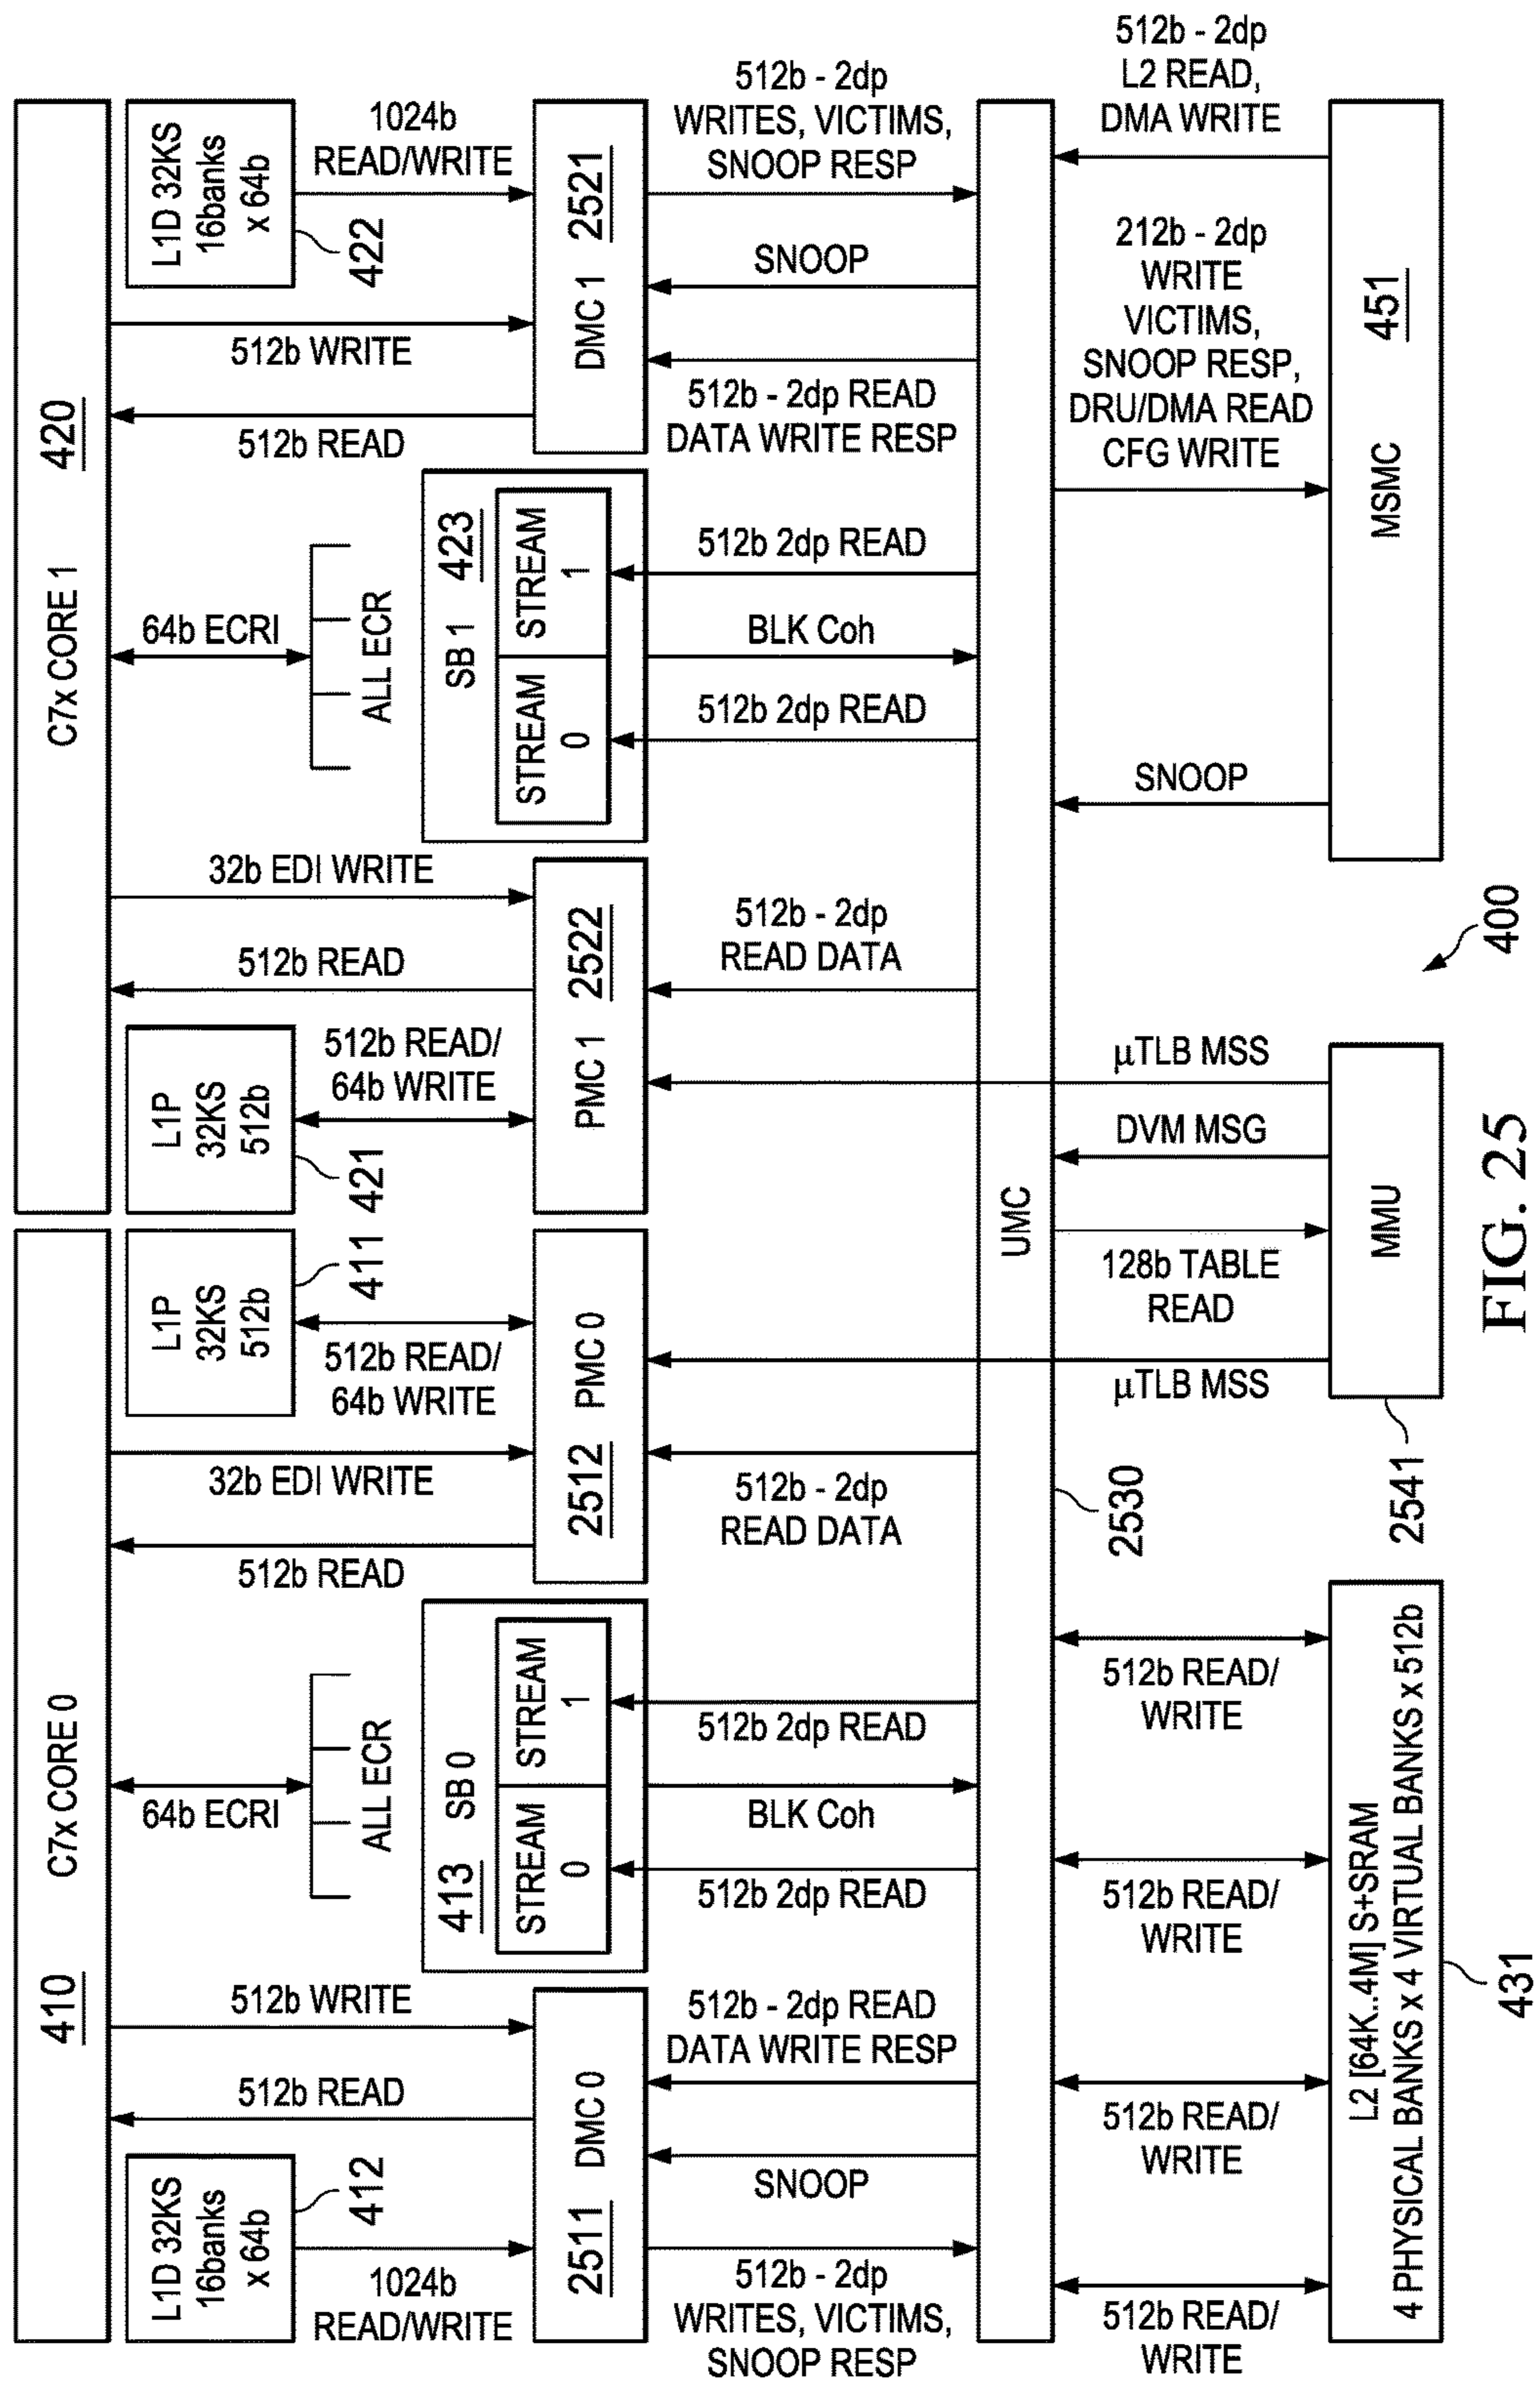 C7x CORE 0
410
C7x CORE 1
420
L1D 32KS
16banks
x 64b
412
1024b
READ/WRITE
512b READ
512b WRITE
64b ECRI
ALL ECR
512b READ
32b EDI WRITE
L1P
32KS
512b
411
512b READ/
64b WRITE
L1P
32KS
512b
421
512b READ/
64b WRITE
512b READ
32b EDI WRITE
64b ECRI
ALL ECR
512b READ
512b WRITE
L1D 32KS
16banks
x 64b
422
1024b
READ/WRITE
2511
DMC 0
413
SB 0
STREAM
0
STREAM
1
2512
PMC 0
PMC 1
2522
SB 1
423
STREAM
0
STREAM
1
DMC 1
2521
512b - 2dp
WRITES, VICTIMS,
SNOOP RESP
SNOOP
512b - 2dp READ
DATA WRITE RESP
512b 2dp READ
BLK Coh
512b 2dp READ
512b - 2dp
READ DATA
512b - 2dp
READ DATA
512b 2dp READ
BLK Coh
512b 2dp READ
512b - 2dp READ
DATA WRITE RESP
SNOOP
512b - 2dp
WRITES, VICTIMS,
SNOOP RESP
UMC
2530
512b READ/
WRITE
512b READ/
WRITE
512b READ/
WRITE
512b READ/
WRITE
µTLB MSS
128b TABLE
READ
DVM MSG
µTLB MSS
SNOOP
212b - 2dp
WRITE
VICTIMS,
SNOOP RESP,
DRU/DMA READ
CFG WRITE
512b - 2dp
L2 READ,
DMA WRITE
L2 [64K..4M] S+SRAM
4 PHYSICAL BANKS x 4 VIRTUAL BANKS x 512b
431
MMU
2541
MSMC
451
400
FIG. 25